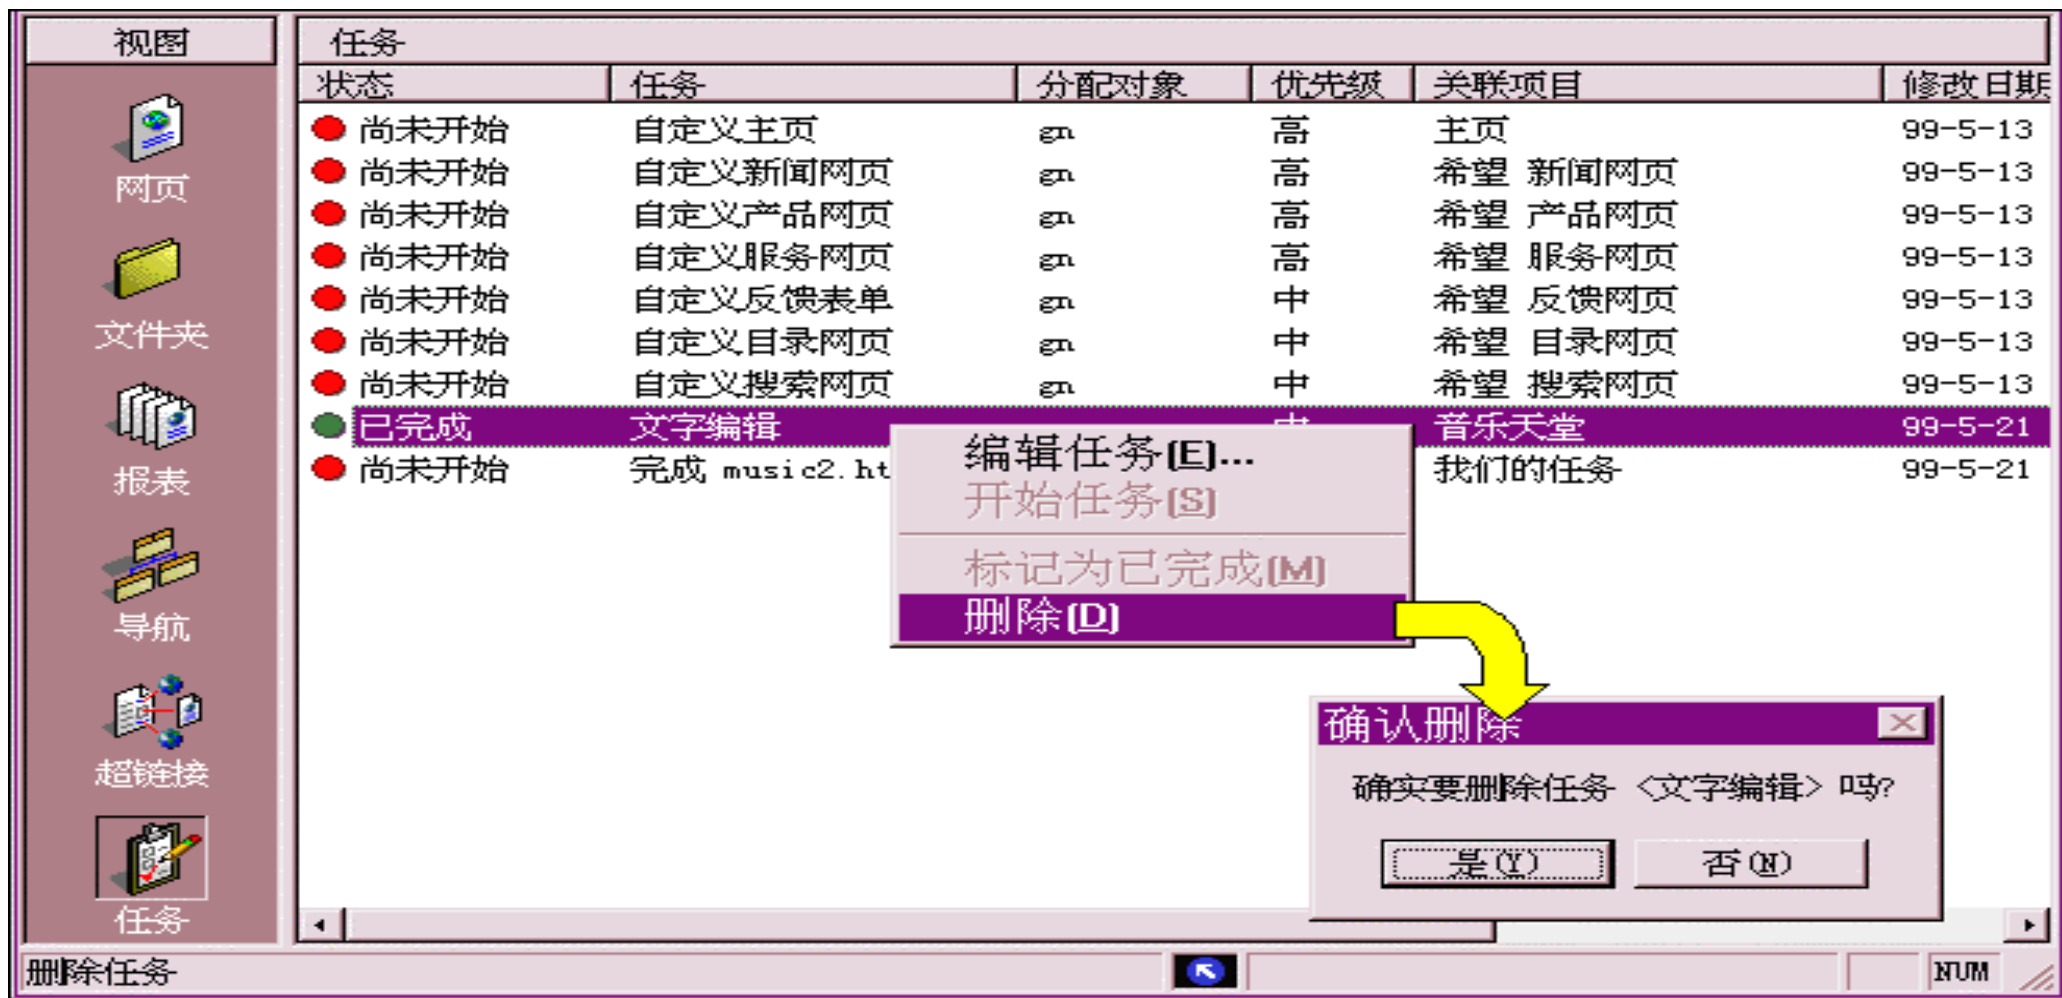 视图
任务
状态 任务 分配对象 优先级 关联项目 修改日期
尚未开始 自定义主页 gn 高 主页 99-5-13
尚未开始 自定义新闻网页 gn 高 希望 新闻网页 99-5-13
尚未开始 自定义产品网页 gn 高 希望 产品网页 99-5-13
尚未开始 自定义服务网页 gn 高 希望 服务网页 99-5-13
尚未开始 自定义反馈表单 gn 中 希望 反馈网页 99-5-13
尚未开始 自定义目录网页 gn 中 希望 目录网页 99-5-13
尚未开始 自定义搜索网页 gn 中 希望 搜索网页 99-5-13
已完成 文字编辑 中 音乐天堂 99-5-21
尚未开始 完成 music2.ht 我们的任务 99-5-21
网页
文件夹
报表
导航
超链接
任务
编辑任务(E)...
开始任务(S)
标记为已完成(M)
删除(D)
确认删除
确实要删除任务 <文字编辑> 吗?
是(Y) 否(N)
删除任务
NUM